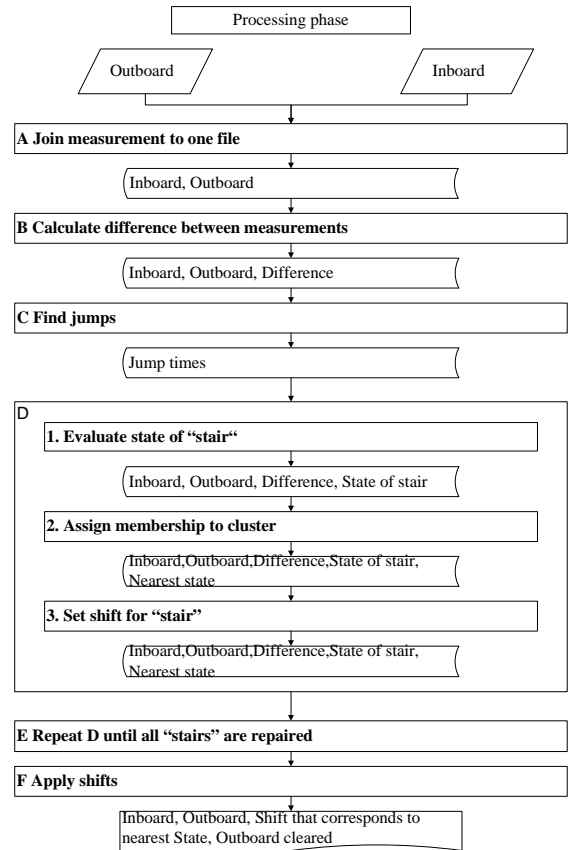 Processing phase
Outboard
Inboard
A Join measurement to one file
Inboard, Outboard
B Calculate difference between measurements
Inboard, Outboard, Difference
C Find jumps
Jump times
D
1. Evaluate state of “stair“
Inboard, Outboard, Difference, State of stair
2. Assign membership to cluster
Inboard,Outboard,Difference,State of stair,
Nearest state
3. Set shift for “stair”
Inboard,Outboard,Difference,State of stair,
Nearest state
E Repeat D until all “stairs” are repaired
F Apply shifts
Inboard, Outboard, Shift that corresponds to
nearest State, Outboard cleared